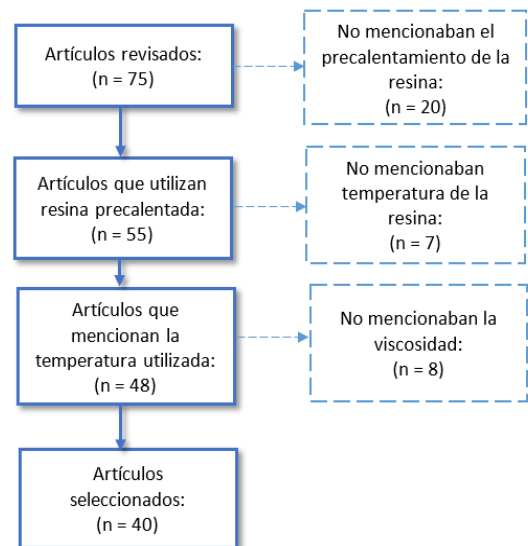 Artículos revisados:
(n = 75)
No mencionaban el
precalentamiento de la
resina:
(n = 20)
Artículos que utilizan
resina precalentada:
(n = 55)
No mencionaban
temperatura de la
resina:
(n = 7)
Artículos que
mencionan la
temperatura utilizada:
(n = 48)
No mencionaban la
viscosidad:
(n = 8)
Artículos
seleccionados:
(n = 40)